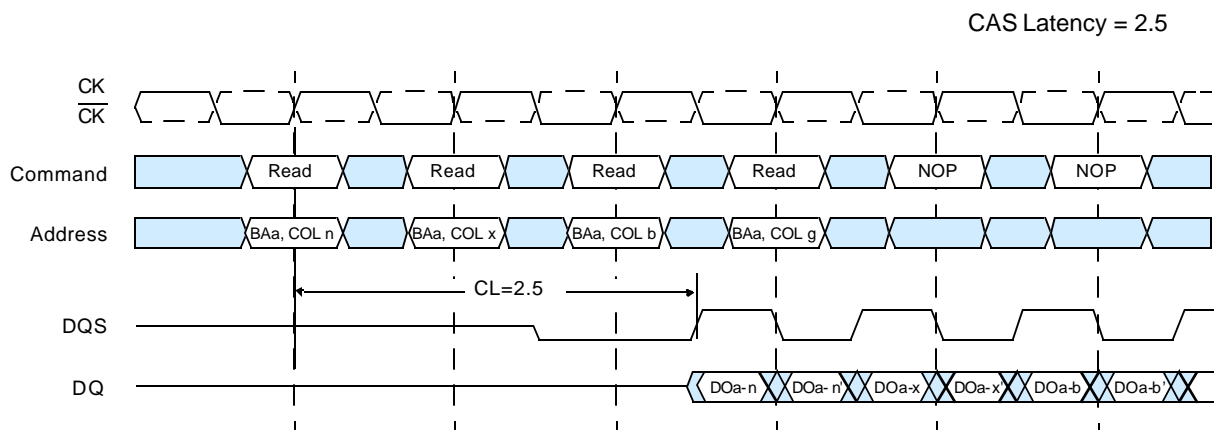 CAS Latency = 2.5
CK
CK
Command Read Read Read Read NOP NOP
Address BAa, COL n BAa, COL x BAa, COL b BAa, COL g
CL=2.5
DQS
DQ DOa-n DOa-n' DOa-x DOa-x' DOa-b DOa-b'